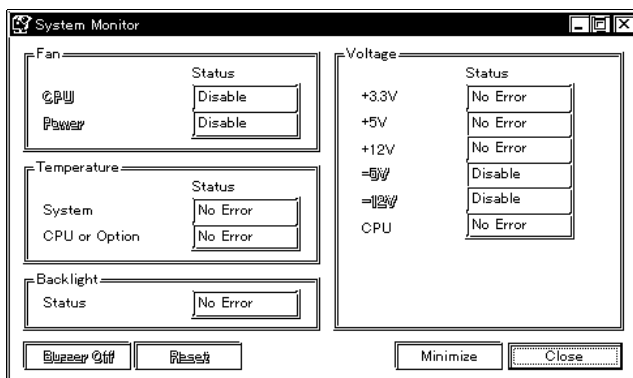 System Monitor
Fan
Status
CPU Disable
Power Disable
Temperature
Status
System No Error
CPU or Option No Error
Backlight
Status No Error
Voltage
Status
+3.3V No Error
+5V No Error
+12V No Error
-5V Disable
-12V Disable
CPU No Error
Buzzer Off Reset Minimize Close